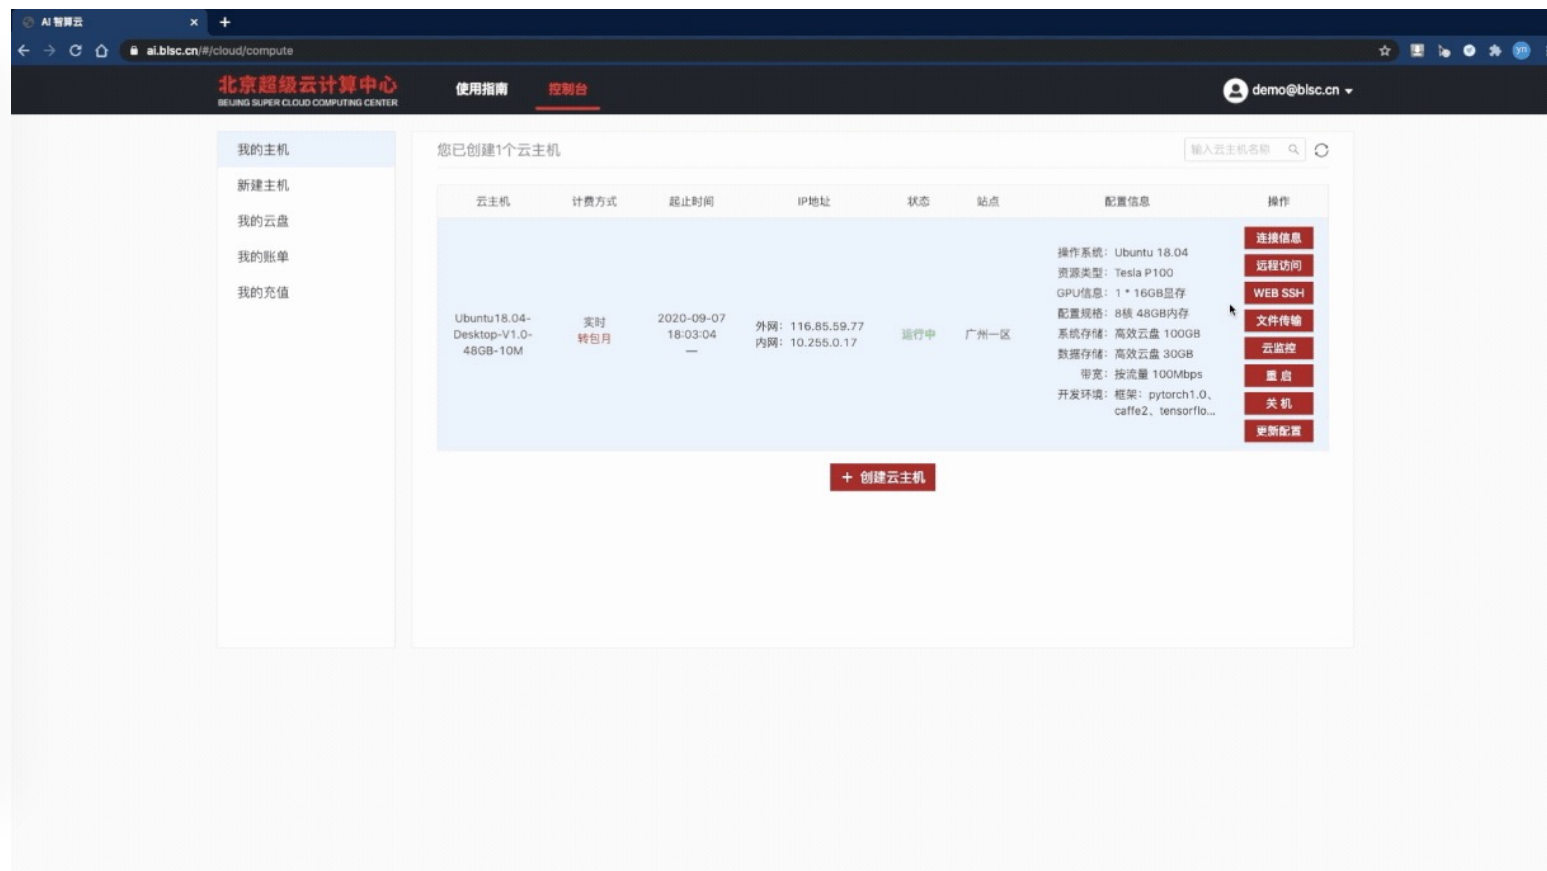 AI 智算云
ai.blsc.cn/#/cloud/compute
yn
北京超级云计算中心
BEIJING SUPER CLOUD COMPUTING CENTER
使用指南
控制台
demo@blsc.cn
我的主机
新建主机
我的云盘
我的账单
我的充值
您已创建1个云主机
输入云主机名称
云主机 计费方式 起止时间 IP地址 状态 站点 配置信息 操作
Ubuntu18.04-
Desktop-V1.0-
48GB-10M
实时
转包月
2020-09-07
18:03:04
—
外网：116.85.59.77
内网：10.255.0.17
运行中
广州一区
操作系统：Ubuntu 18.04
资源类型：Tesla P100
GPU信息：1 * 16GB显存
配置规格：8核 48GB内存
系统存储：高效云盘 100GB
数据存储：高效云盘 30GB
带宽：按流量 100Mbps
开发环境：框架：pytorch1.0、
caffe2、tensorflo...
连接信息
远程访问
WEB SSH
文件传输
云监控
重启
关机
更新配置
+ 创建云主机